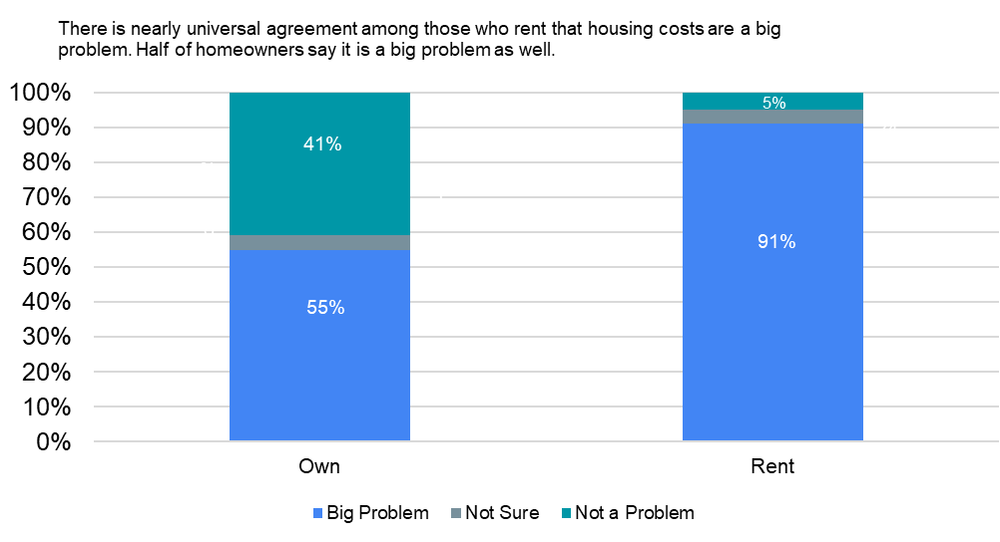 There is nearly universal agreement among those who rent that housing costs are a big
problem. Half of homeowners say it is a big problem as well.
100%
90%
80%
70%
60%
50%
40%
30%
20%
10%
0%
41%
55%
5%
91%
Own
Rent
Big Problem
Not Sure
Not a Problem